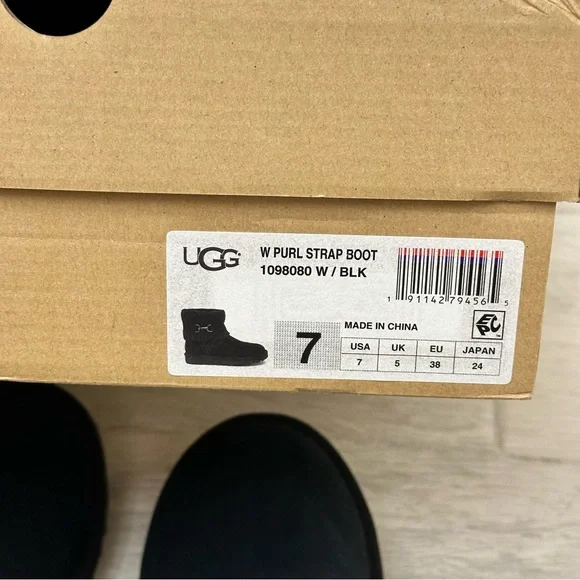 UGG
W PURL STRAP BOOT
1098080 W / BLK
1 91142 79456 5
EPC
7
MADE IN CHINA
USA UK EU JAPAN
7 5 38 24